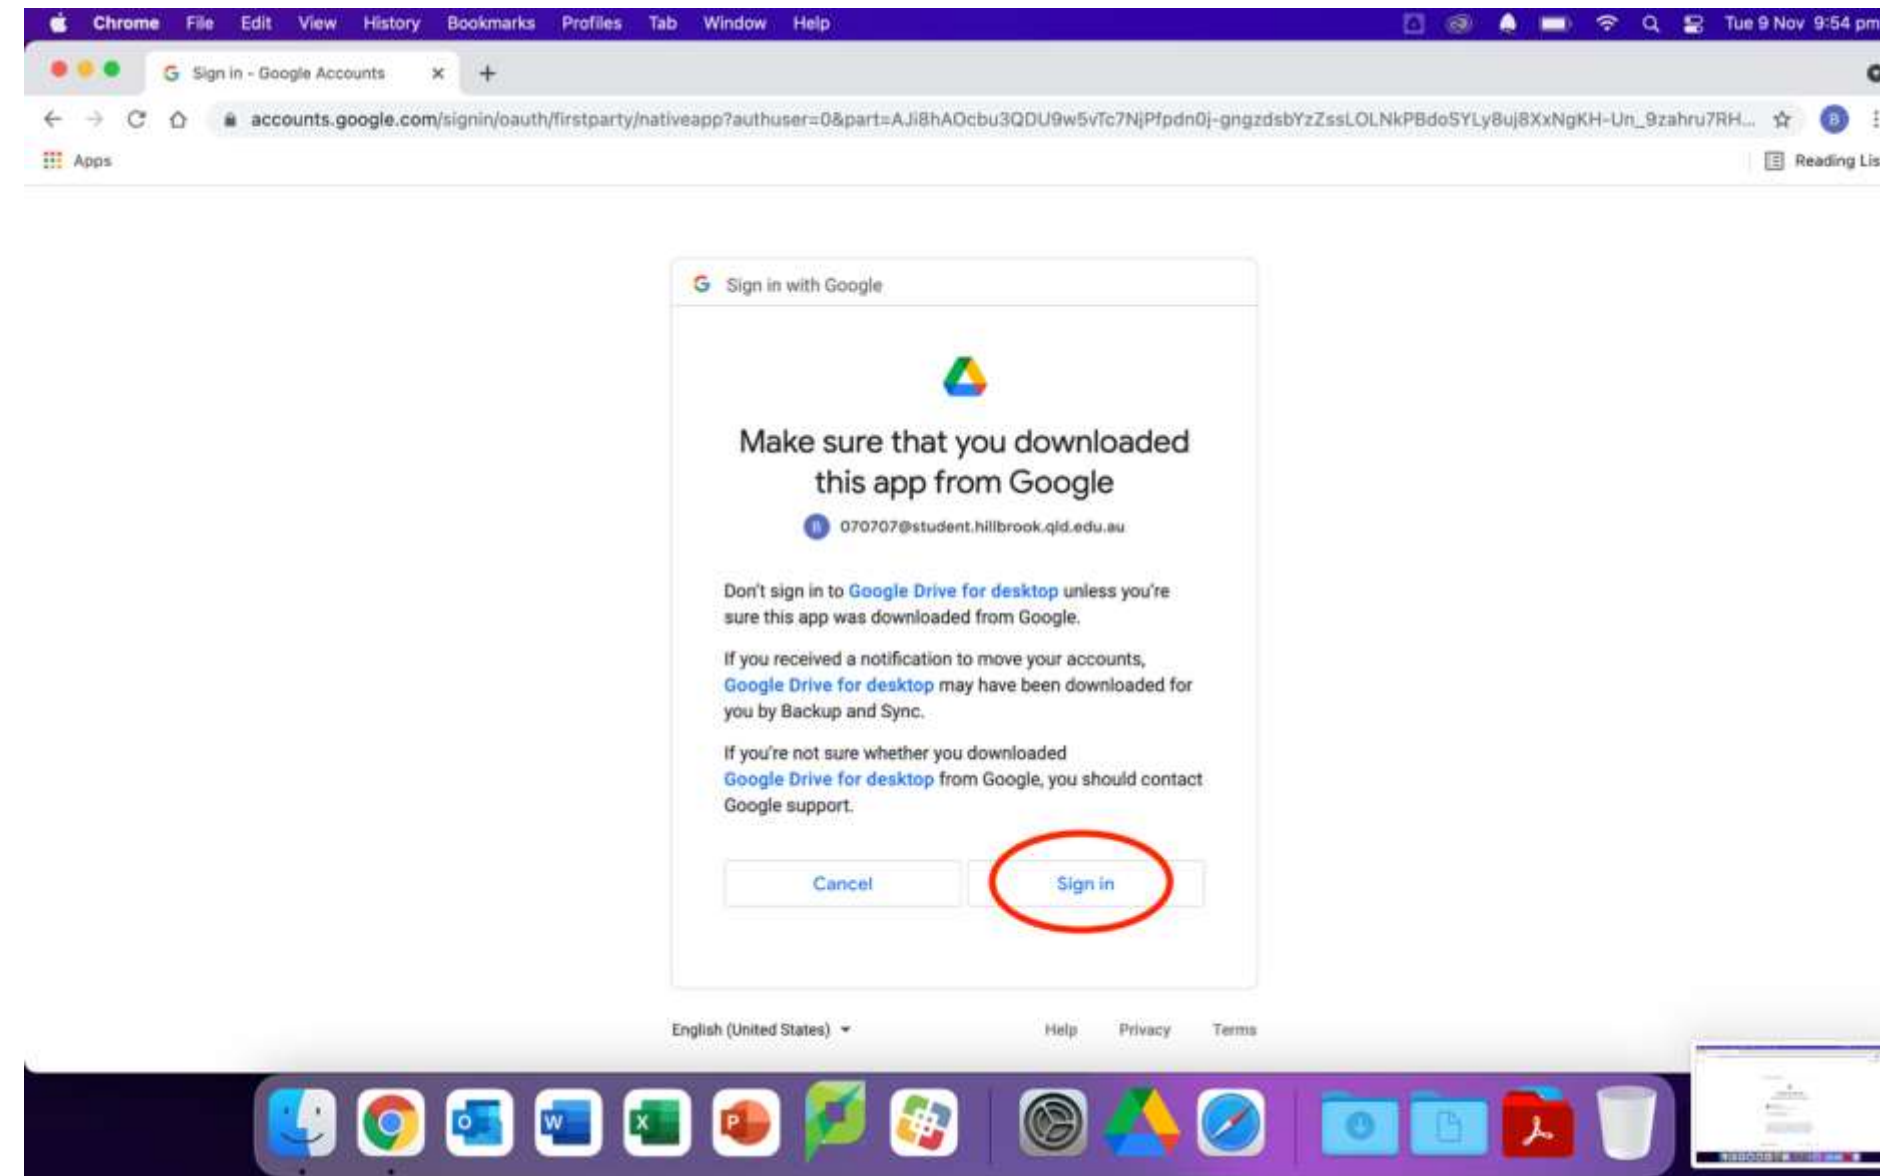 Chrome File Edit View History Bookmarks Profiles Tab Window Help Tue 9 Nov 9:54 pm
Sign in - Google Accounts
accounts.google.com/signin/oauth/firstparty/nativeapp?authuser=0&part=AJi8hAOcbu3QDU9w5vTc7NjPfpdn0j-gngzdsbYzZssLOLNkPBdoSYLy8uj8XxNgKH-Un_9zahru7RH... B
Apps Reading Lis
G Sign in with Google
Make sure that you downloaded
this app from Google
B 070707@student.hillbrook.qld.edu.au
Don't sign in to Google Drive for desktop unless you're
sure this app was downloaded from Google.
If you received a notification to move your accounts,
Google Drive for desktop may have been downloaded for
you by Backup and Sync.
If you're not sure whether you downloaded
Google Drive for desktop from Google, you should contact
Google support.
Cancel Sign in
English (United States) Help Privacy Terms